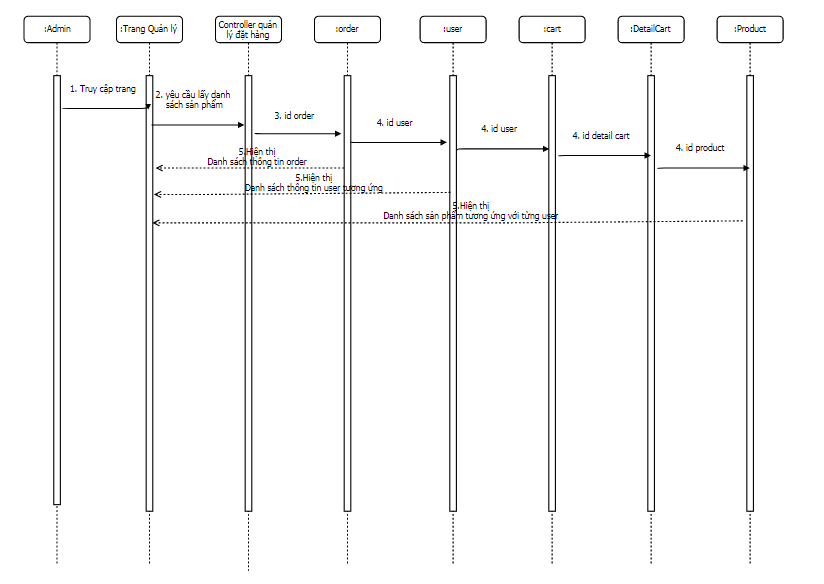 :Admin
:Trang Quản lý
Controller quản
lý đặt hàng
:order
:user
:cart
:DetailCart
:Product
1. Truy cập trang
2. yêu cầu lấy danh
sách sản phẩm
3. id order
4. id user
4. id user
4. id detail cart
4. id product
5.Hiện thị
Danh sách thông tin order
5.Hiện thị
Danh sách thông tin user tương ứng
5.Hiện thị
Danh sách sản phẩm tương ứng với từng user